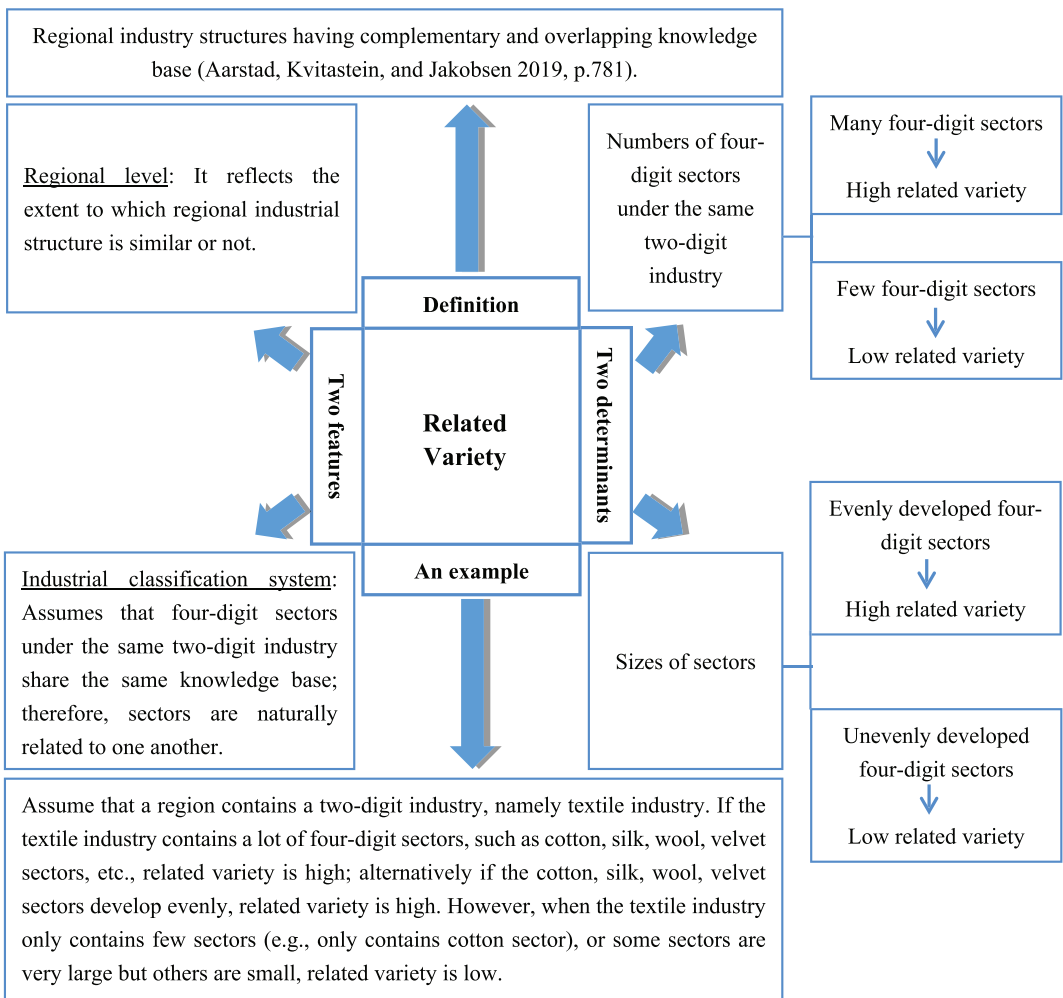 Regional industry structures having complementary and overlapping knowledge
base (Aarstad, Kvitastein, and Jakobsen 2019, p.781).
Regional level: It reflects the
extent to which regional industrial
structure is similar or not.
Numbers of four-
digit sectors
under the same
two-digit
industry
Many four-digit sectors
High related variety
Few four-digit sectors
Low related variety
Definition
Two features
Related
Variety
Two determinants
An example
Industrial classification system:
Assumes that four-digit sectors
under the same two-digit industry
share the same knowledge base;
therefore, sectors are naturally
related to one another.
Sizes of sectors
Evenly developed four-
digit sectors
High related variety
Unevenly developed
four-digit sectors
Low related variety
Assume that a region contains a two-digit industry, namely textile industry. If the
textile industry contains a lot of four-digit sectors, such as cotton, silk, wool, velvet
sectors, etc., related variety is high; alternatively if the cotton, silk, wool, velvet
sectors develop evenly, related variety is high. However, when the textile industry
only contains few sectors (e.g., only contains cotton sector), or some sectors are
very large but others are small, related variety is low.